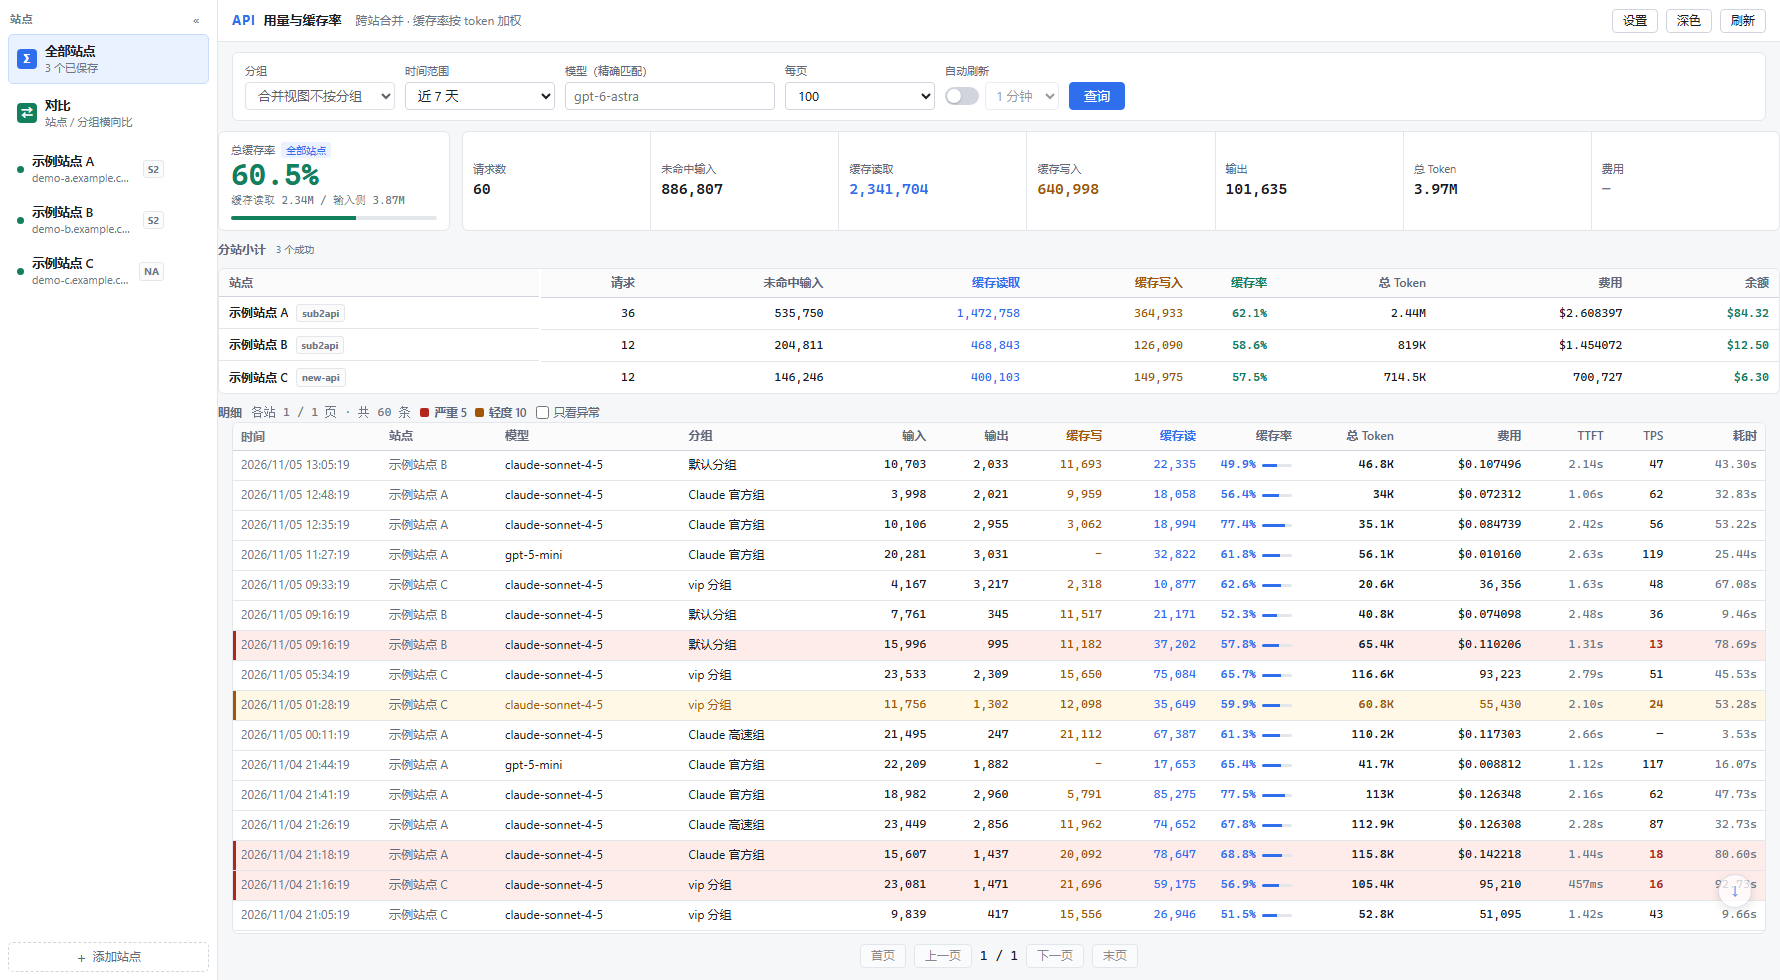 站点 «
Σ 全部站点
3 个已保存
对比
站点 / 分组横向比
示例站点 A S2
demo-a.example.c...
示例站点 B S2
demo-b.example.c...
示例站点 C NA
demo-c.example.c...
+ 添加站点
API 用量与缓存率 跨站合并 · 缓存率按 token 加权 设置 深色 刷新
分组 时间范围 模型（精确匹配） 每页 自动刷新
合并视图不按分组 近 7 天 gpt-6-astra 100 1 分钟 查询
总缓存率 全部站点
60.5%
缓存读取 2.34M / 输入侧 3.87M
请求数 未命中输入 缓存读取 缓存写入 输出 总 Token 费用
60 886,807 2,341,704 640,998 101,635 3.97M —
分站小计 3 个成功
站点 请求 未命中输入 缓存读取 缓存写入 缓存率 总 Token 费用 余额
示例站点 A sub2api 36 535,750 1,472,758 364,933 62.1% 2.44M $2.608397 $84.32
示例站点 B sub2api 12 204,811 468,843 126,090 58.6% 819K $1.454072 $12.50
示例站点 C new-api 12 146,246 400,103 149,975 57.5% 714.5K 700,727 $6.30
明细 各站 1 / 1 页 · 共 60 条 严重 5 轻度 10 只看异常
时间 站点 模型 分组 输入 输出 缓存写 缓存读 缓存率 总 Token 费用 TTFT TPS 耗时
2026/11/05 13:05:19 示例站点 B claude-sonnet-4-5 默认分组 10,703 2,033 11,693 22,335 49.9% 46.8K $0.107496 2.14s 47 43.30s
2026/11/05 12:48:19 示例站点 A claude-sonnet-4-5 Claude 官方组 3,998 2,021 9,959 18,058 56.4% 34K $0.072312 1.06s 62 32.83s
2026/11/05 12:35:19 示例站点 A claude-sonnet-4-5 Claude 官方组 10,106 2,955 3,062 18,994 77.4% 35.1K $0.084739 2.42s 56 53.22s
2026/11/05 11:27:19 示例站点 A gpt-5-mini Claude 官方组 20,281 3,031 — 32,822 61.8% 56.1K $0.010160 2.63s 119 25.44s
2026/11/05 09:33:19 示例站点 C claude-sonnet-4-5 vip 分组 4,167 3,217 2,318 10,877 62.6% 20.6K 36,356 1.63s 48 67.08s
2026/11/05 09:16:19 示例站点 B claude-sonnet-4-5 默认分组 7,761 345 11,517 21,171 52.3% 40.8K $0.074098 2.48s 36 9.46s
2026/11/05 09:16:19 示例站点 B claude-sonnet-4-5 默认分组 15,996 995 11,182 37,202 57.8% 65.4K $0.110206 1.31s 13 78.69s
2026/11/05 05:34:19 示例站点 C claude-sonnet-4-5 vip 分组 23,533 2,309 15,650 75,084 65.7% 116.6K 93,223 2.79s 51 45.53s
2026/11/05 01:28:19 示例站点 C claude-sonnet-4-5 vip 分组 11,756 1,302 12,098 35,649 59.9% 60.8K 55,430 2.10s 24 53.28s
2026/11/05 00:11:19 示例站点 A claude-sonnet-4-5 Claude 高速组 21,495 247 21,112 67,387 61.3% 110.2K $0.117303 2.66s — 3.53s
2026/11/04 21:44:19 示例站点 A gpt-5-mini Claude 官方组 22,209 1,882 — 17,653 65.4% 41.7K $0.008812 1.12s 117 16.07s
2026/11/04 21:41:19 示例站点 A claude-sonnet-4-5 Claude 官方组 18,982 2,960 5,791 85,275 77.5% 113K $0.126348 2.16s 62 47.73s
2026/11/04 21:26:19 示例站点 A claude-sonnet-4-5 Claude 高速组 23,449 2,856 11,962 74,652 67.8% 112.9K $0.126308 2.28s 87 32.73s
2026/11/04 21:18:19 示例站点 A claude-sonnet-4-5 Claude 官方组 15,607 1,437 20,092 78,647 68.8% 115.8K $0.142218 1.44s 18 80.60s
2026/11/04 21:16:19 示例站点 C claude-sonnet-4-5 vip 分组 23,081 1,471 21,696 59,175 56.9% 105.4K 95,210 457ms 16 92.73s
2026/11/04 21:05:19 示例站点 C claude-sonnet-4-5 vip 分组 9,839 417 15,556 26,946 51.5% 52.8K 51,095 1.42s 43 9.66s
首页 上一页 1 / 1 下一页 末页